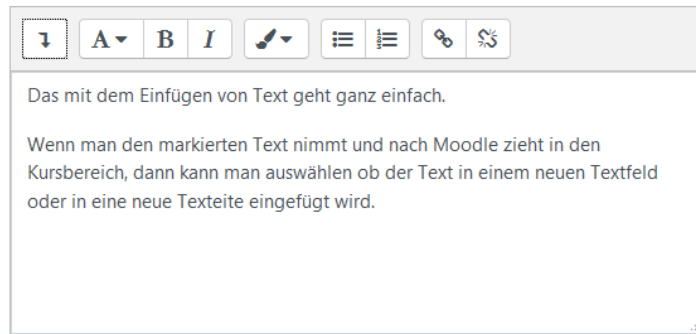 A B I
Das mit dem Einfügen von Text geht ganz einfach.
Wenn man den markierten Text nimmt und nach Moodle zieht in den
Kursbereich, dann kann man auswählen ob der Text in einem neuen Textfeld
oder in eine neue Texteite eingefügt wird.